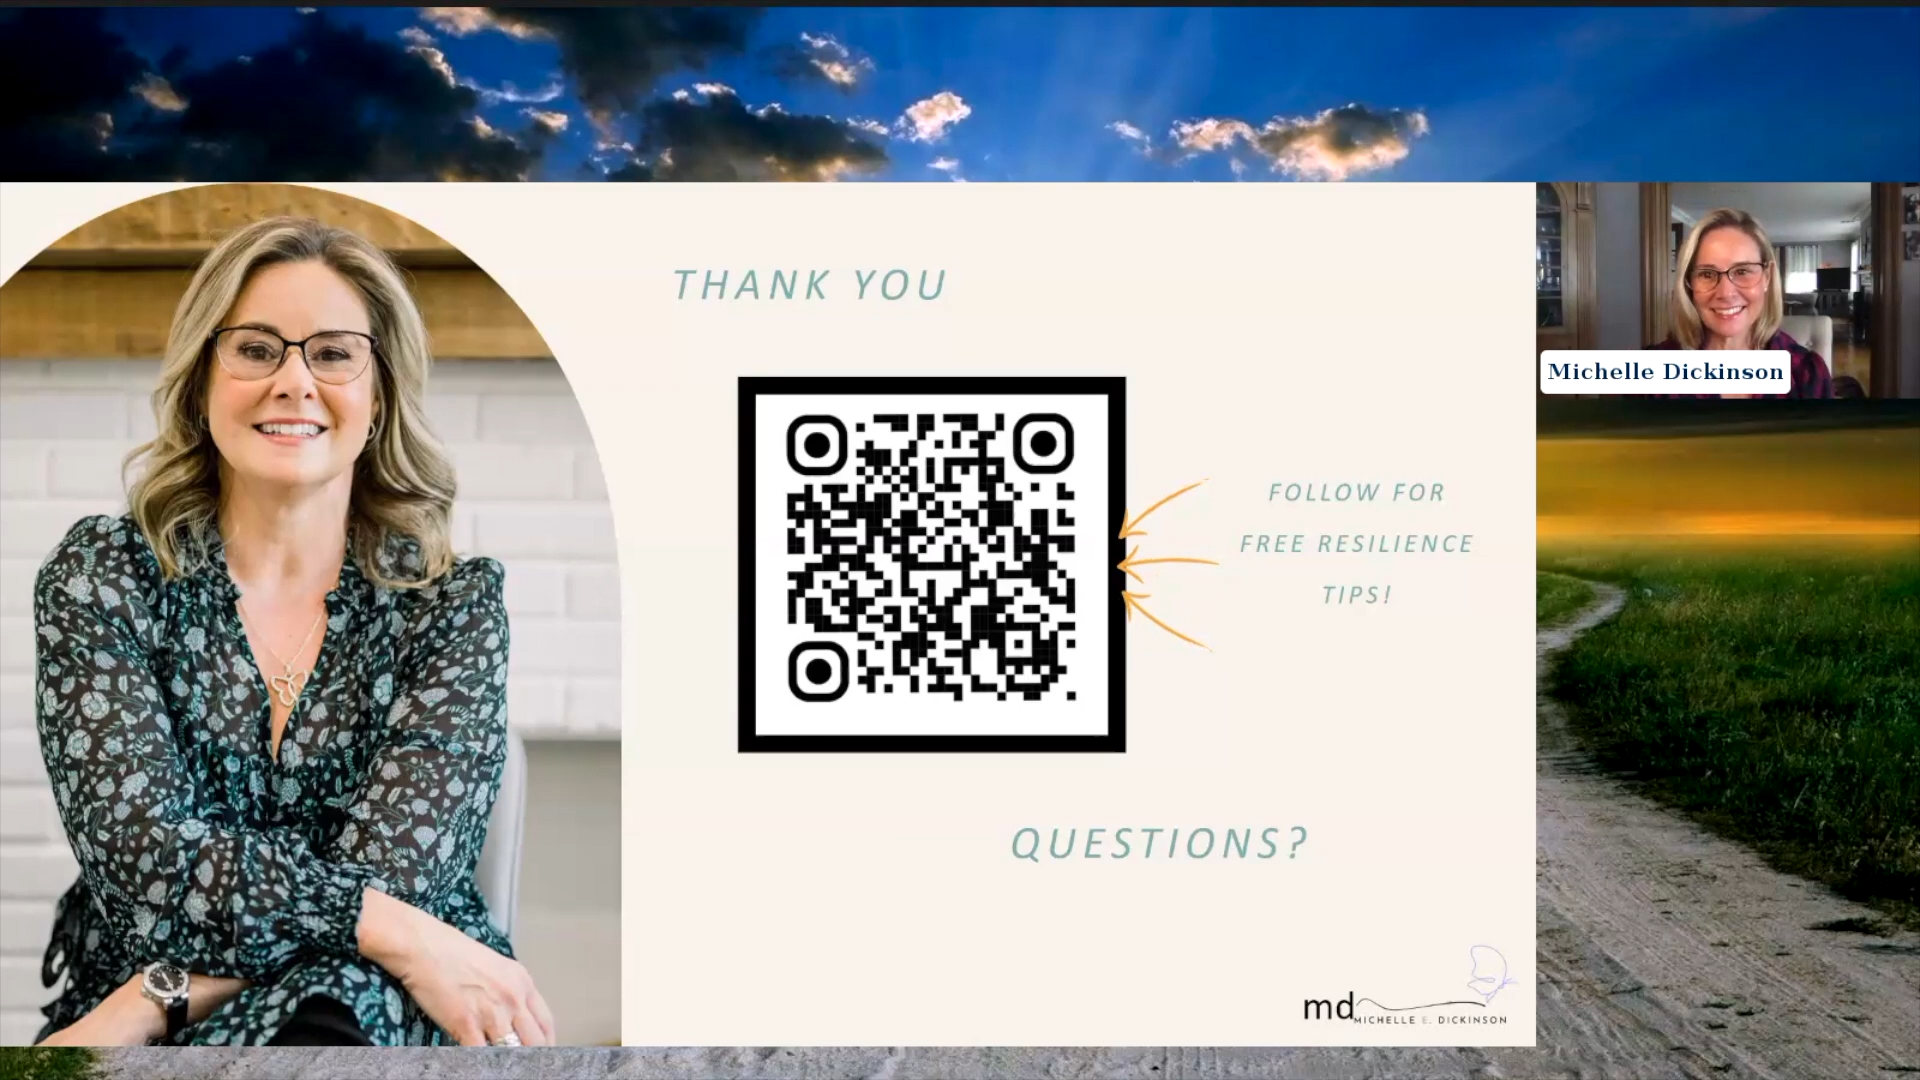 THANK YOU
Michelle Dickinson
FOLLOW FOR
FREE RESILIENCE
TIPS!
QUESTIONS?
md
MICHELLE E. DICKINSON